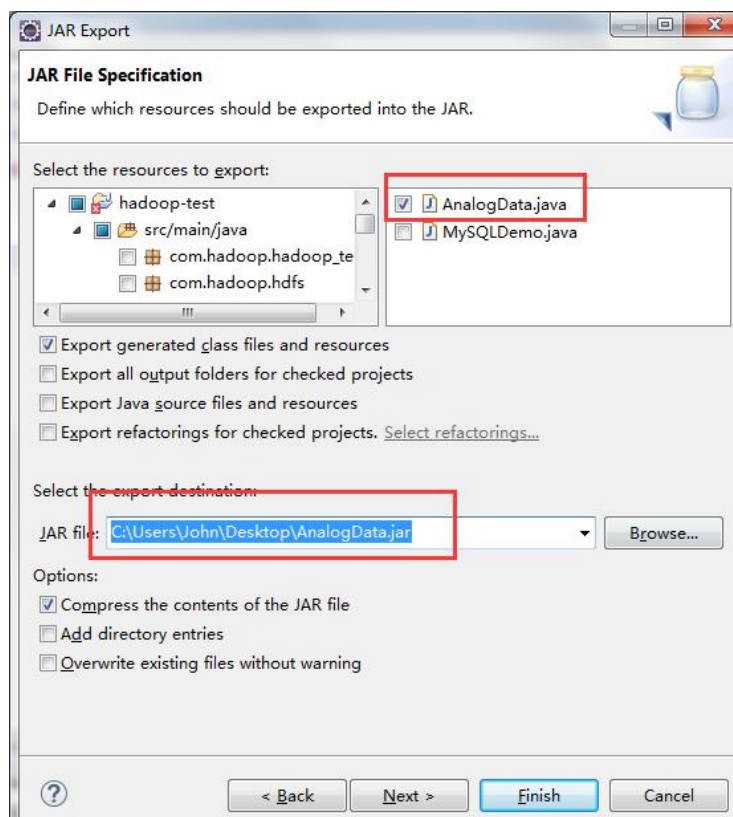 JAR Export
JAR File Specification
Define which resources should be exported into the JAR.
Select the resources to export:
hadoop-test
src/main/java
com.hadoop.hadoop_te
com.hadoop.hdfs
AnalogData.java
MySQLDemo.java
Export generated class files and resources
Export all output folders for checked projects
Export Java source files and resources
Export refactorings for checked projects. Select refactorings...
Select the export destination:
JAR file: C:\Users\John\Desktop\AnalogData.jar
Browse...
Options:
Compress the contents of the JAR file
Add directory entries
Overwrite existing files without warning
< Back
Next >
Finish
Cancel